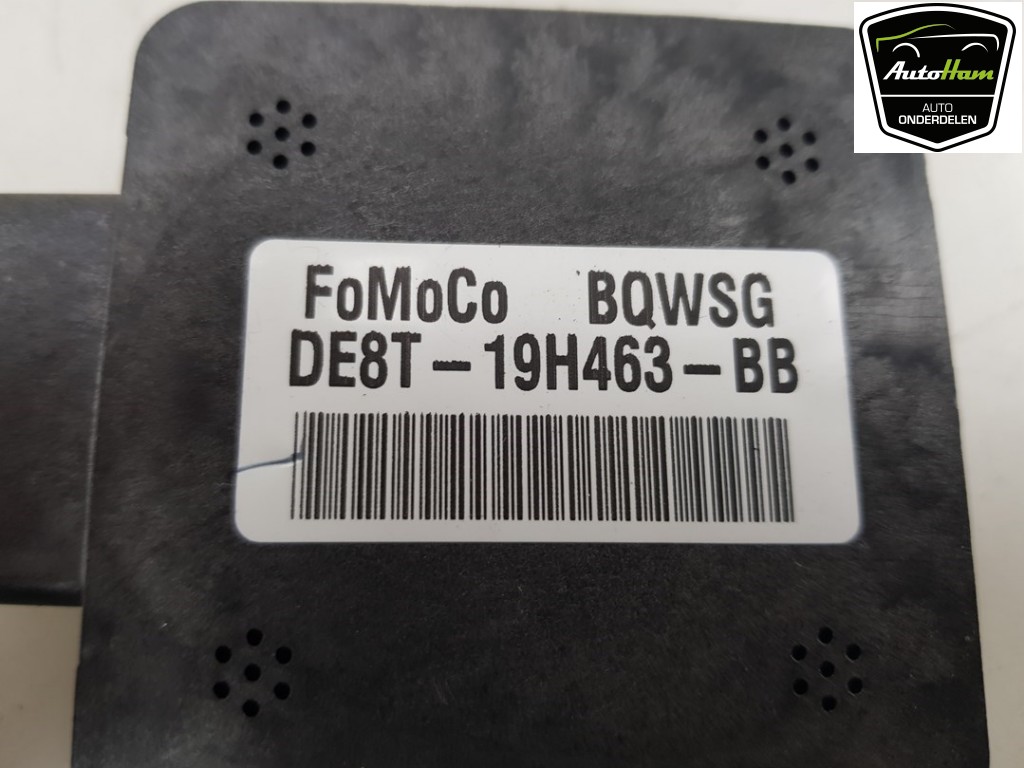 AutoHam
AUTO
ONDERDELEN
FoMoCo BQWSG
DE8T-19H463-BB